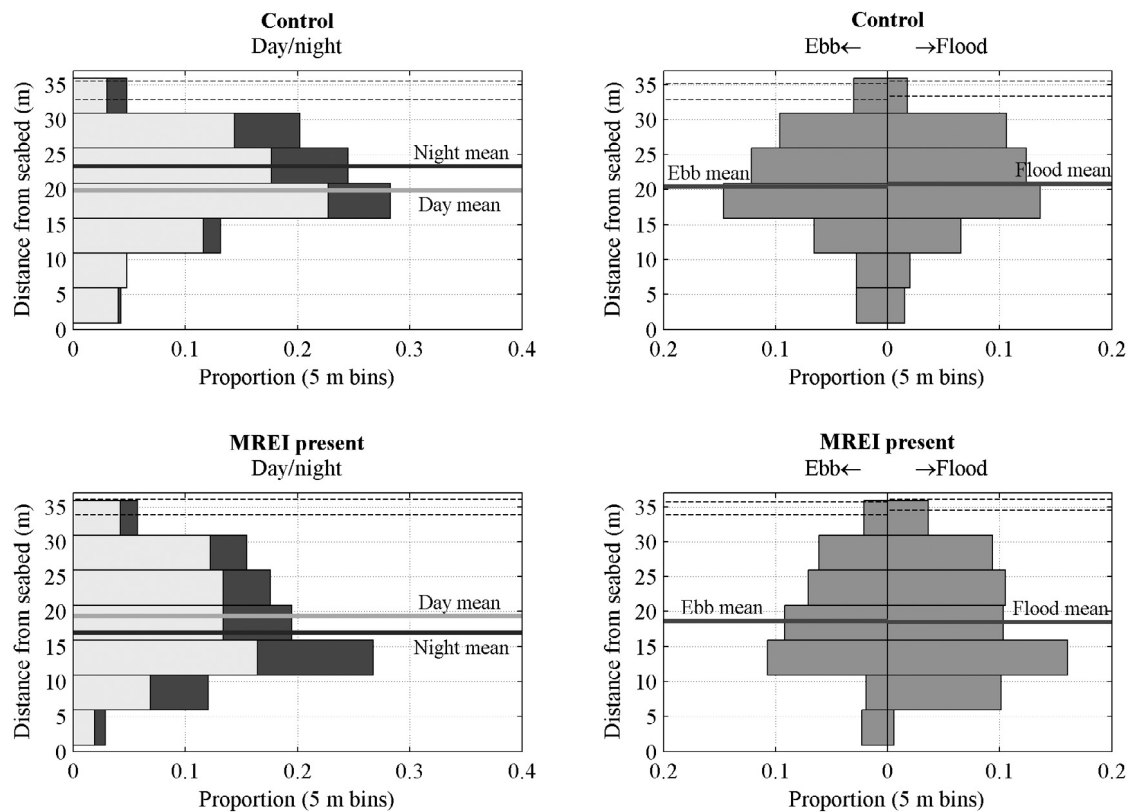 Control
Day/night
Distance from seabed (m)
35
30
25
20
15
10
5
0
Night mean
Day mean
0 0.1 0.2 0.3 0.4
Proportion (5 m bins)
Control
Ebb← →Flood
Distance from seabed (m)
35
30
25
20
15
10
5
0
Ebb mean Flood mean
0.2 0.1 0 0.1 0.2
Proportion (5 m bins)
MREI present
Day/night
Distance from seabed (m)
35
30
25
20
15
10
5
0
Day mean
Night mean
0 0.1 0.2 0.3 0.4
Proportion (5 m bins)
MREI present
Ebb← →Flood
Distance from seabed (m)
35
30
25
20
15
10
5
0
Ebb mean Flood mean
0.2 0.1 0 0.1 0.2
Proportion (5 m bins)